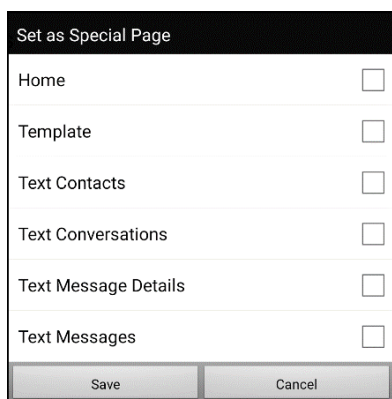 Set as Special Page
Home
Template
Text Contacts
Text Conversations
Text Message Details
Text Messages
Save Cancel